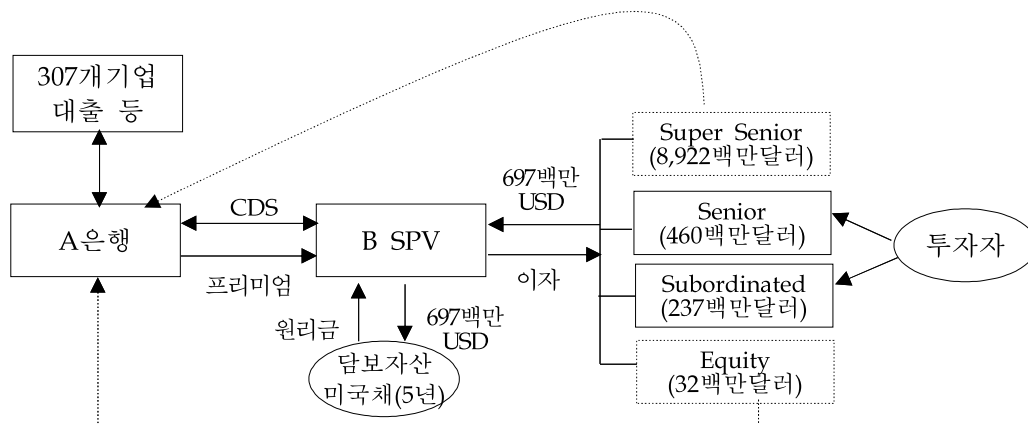 307개기업
대출 등
Super Senior
(8,922백만달러)
697백만
USD
CDS
Senior
(460백만달러)
A은행
B SPV
투자자
프리미엄
이자
Subordinated
(237백만달러)
원리금
697백만
USD
담보자산
미국채(5년)
Equity
(32백만달러)